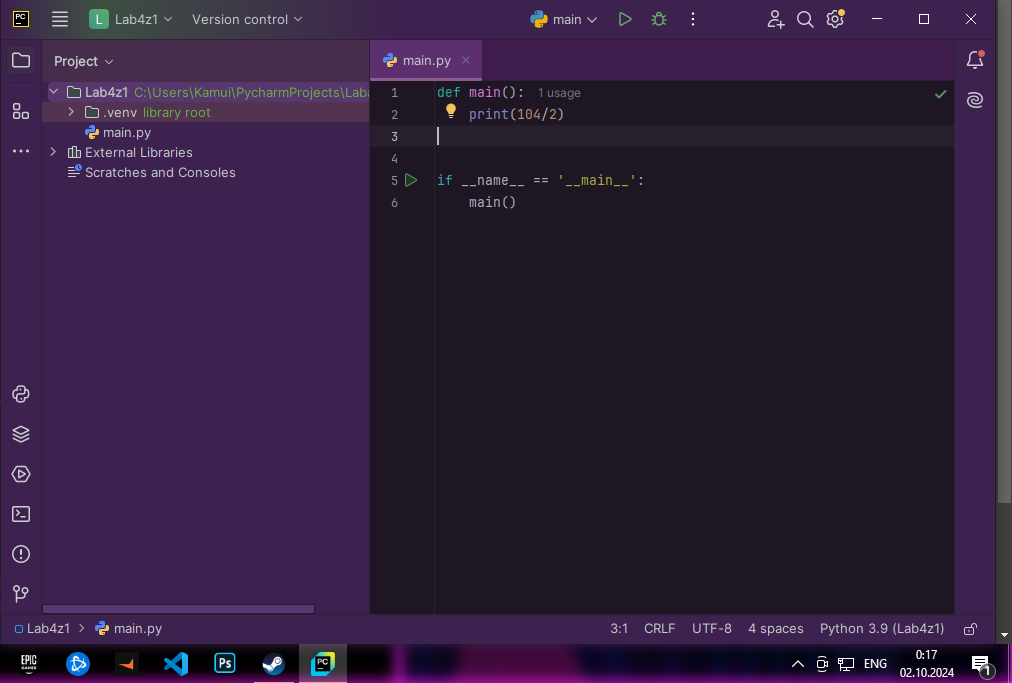 PC L Lab4z1 Version control main
Project
main.py
Lab4z1 C:\Users\Kamui\PycharmProjects\Laba
.venv library root
main.py
External Libraries
Scratches and Consoles
1 def main(): 1 usage
2 print(104/2)
3
4
5 if __name__ == '__main__':
6 main()
Lab4z1 > main.py 3:1 CRLF UTF-8 4 spaces Python 3.9 (Lab4z1)
EPIC GAMES Ps PC ENG 0:17
02.10.2024 1